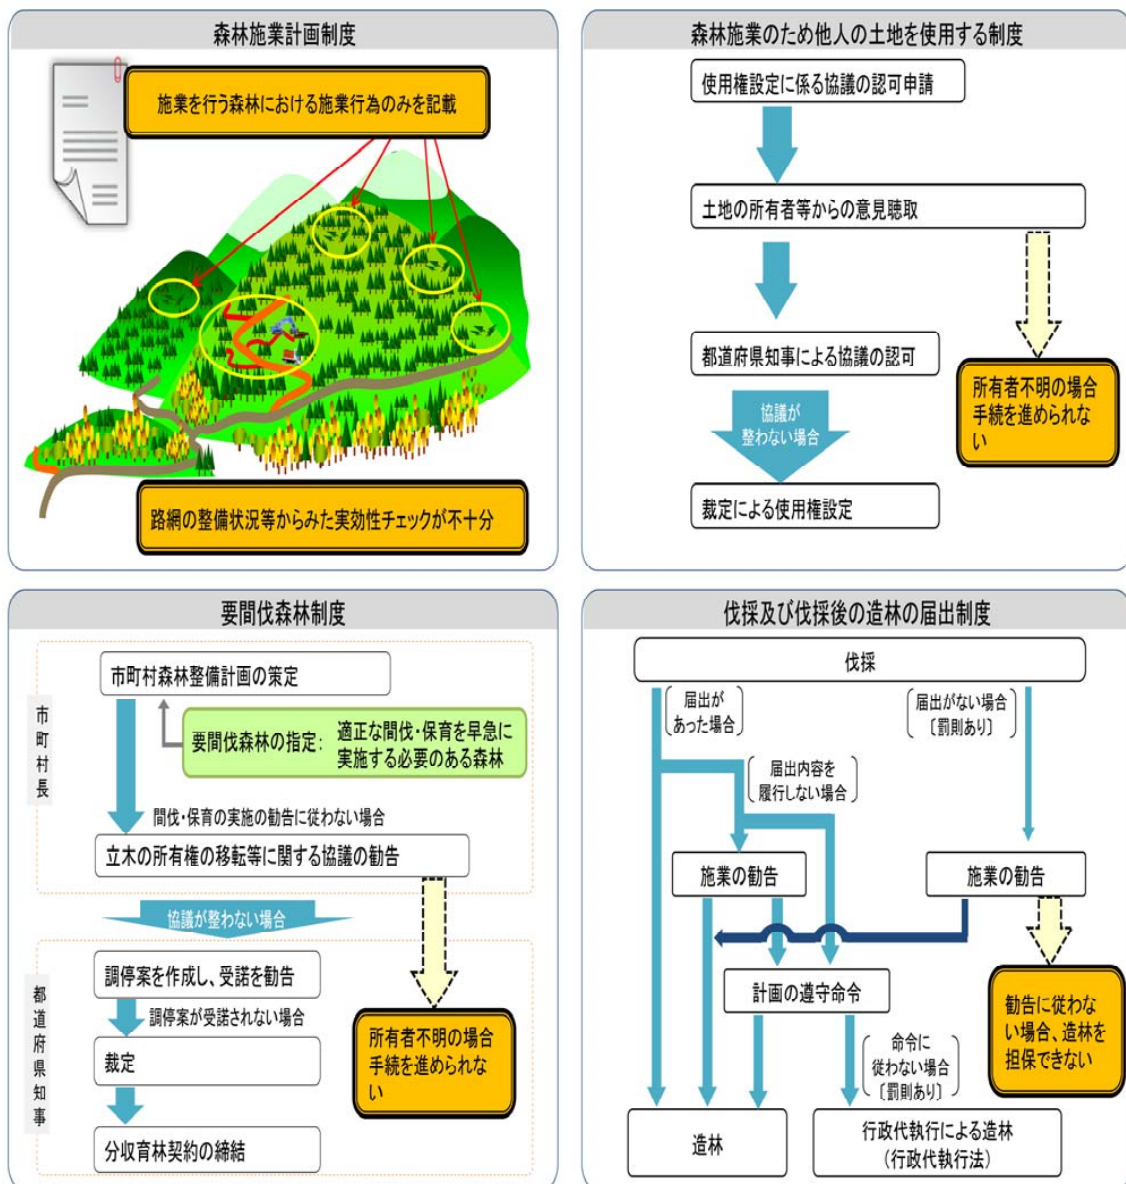 森林施業計画制度
施業を行う森林における施業行為のみを記載
路網の整備状況等からみた実効性チェックが不十分
森林施業のため他人の土地を使用する制度
使用権設定に係る協議の認可申請
土地の所有者等からの意見聴取
都道府県知事による協議の認可
協議が
整わない場合
裁定による使用権設定
所有者不明の場合
手続を進められな
い
要間伐森林制度
市町村長
市町村森林整備計画の策定
要間伐森林の指定: 適正な間伐・保育を早急に
実施する必要のある森林
間伐・保育の実施の勧告に従わない場合
立木の所有権の移転等に関する協議の勧告
協議が整わない場合
都道府県知事
調停案を作成し、受諾を勧告
調停案が受諾されない場合
裁定
分収育林契約の締結
所有者不明の場合
手続を進められな
い
伐採及び伐採後の造林の届出制度
伐採
届出が
あった場合
届出がない場合
〔罰則あり〕
届出内容を
履行しない場合
施業の勧告
施業の勧告
計画の遵守命令
勧告に従わな
い場合、造林を
担保できない
命令に
従わない場合
〔罰則あり〕
造林
行政代執行による造林
(行政代執行法)